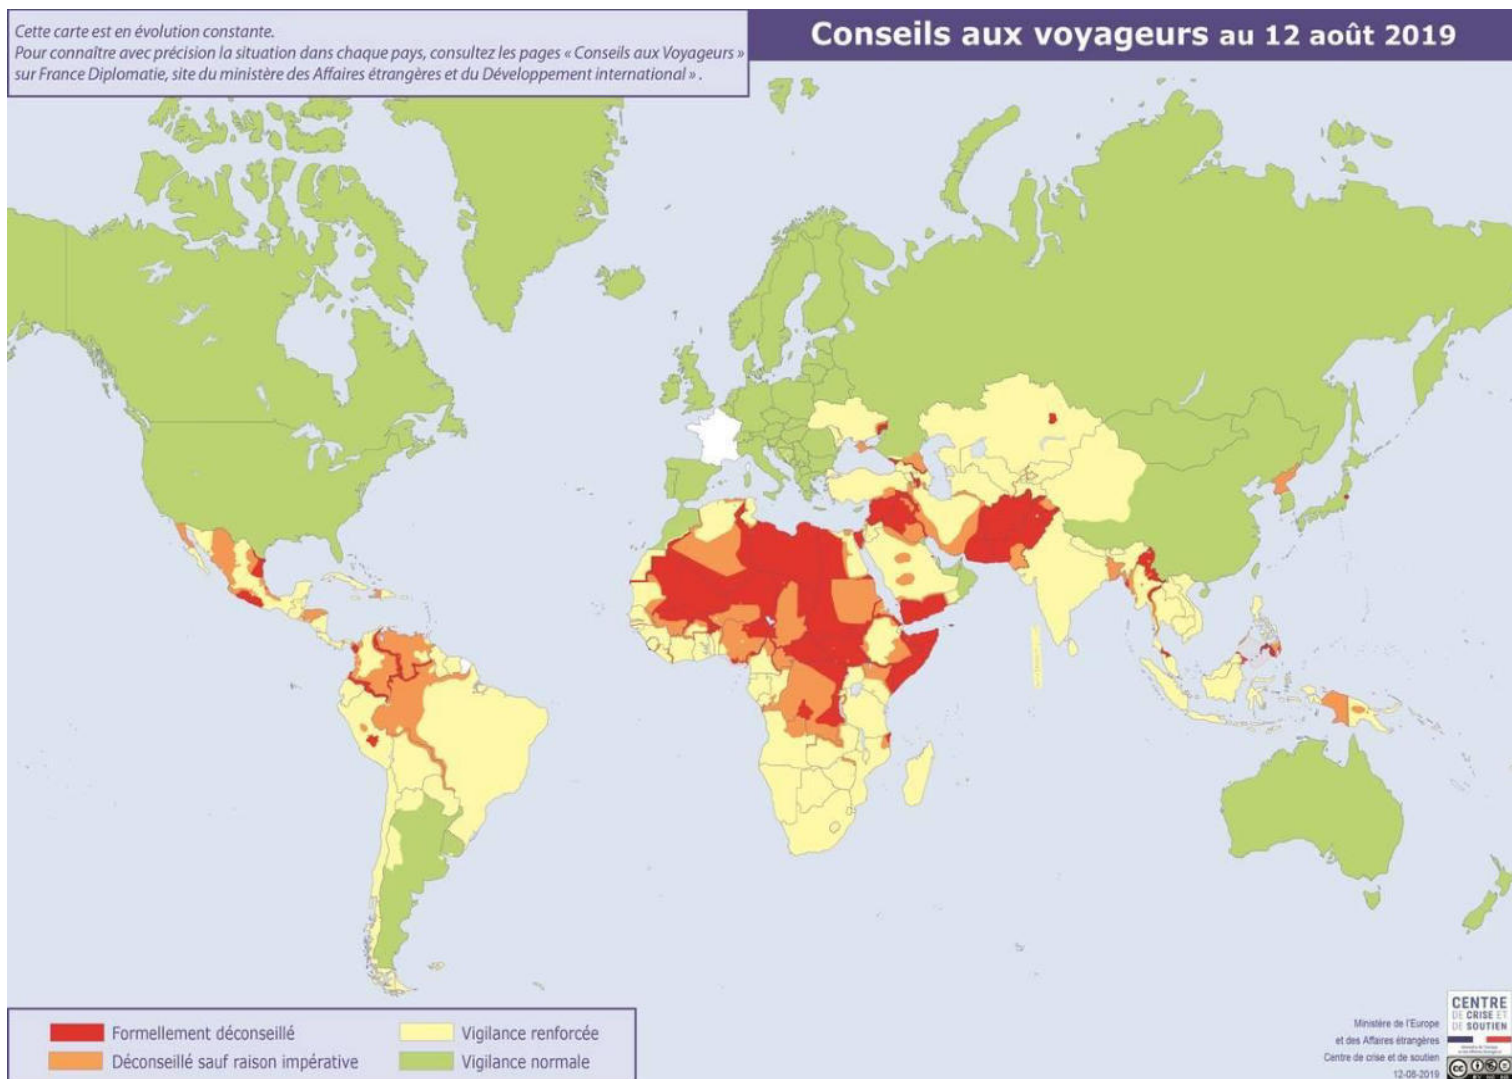 Cette carte est en évolution constante.
Pour connaître avec précision la situation dans chaque pays, consultez les pages « Conseils aux Voyageurs »
sur France Diplomatie, site du ministère des Affaires étrangères et du Développement international » .
Conseils aux voyageurs au 12 août 2019
Formellement déconseillé
Déconseillé sauf raison impérative
Vigilance renforcée
Vigilance normale
Ministère de l'Europe
et des Affaires étrangères
Centre de crise et de soutien
12-08-2019
CENTRE
DE CRISE ET
DE SOUTIEN
cc